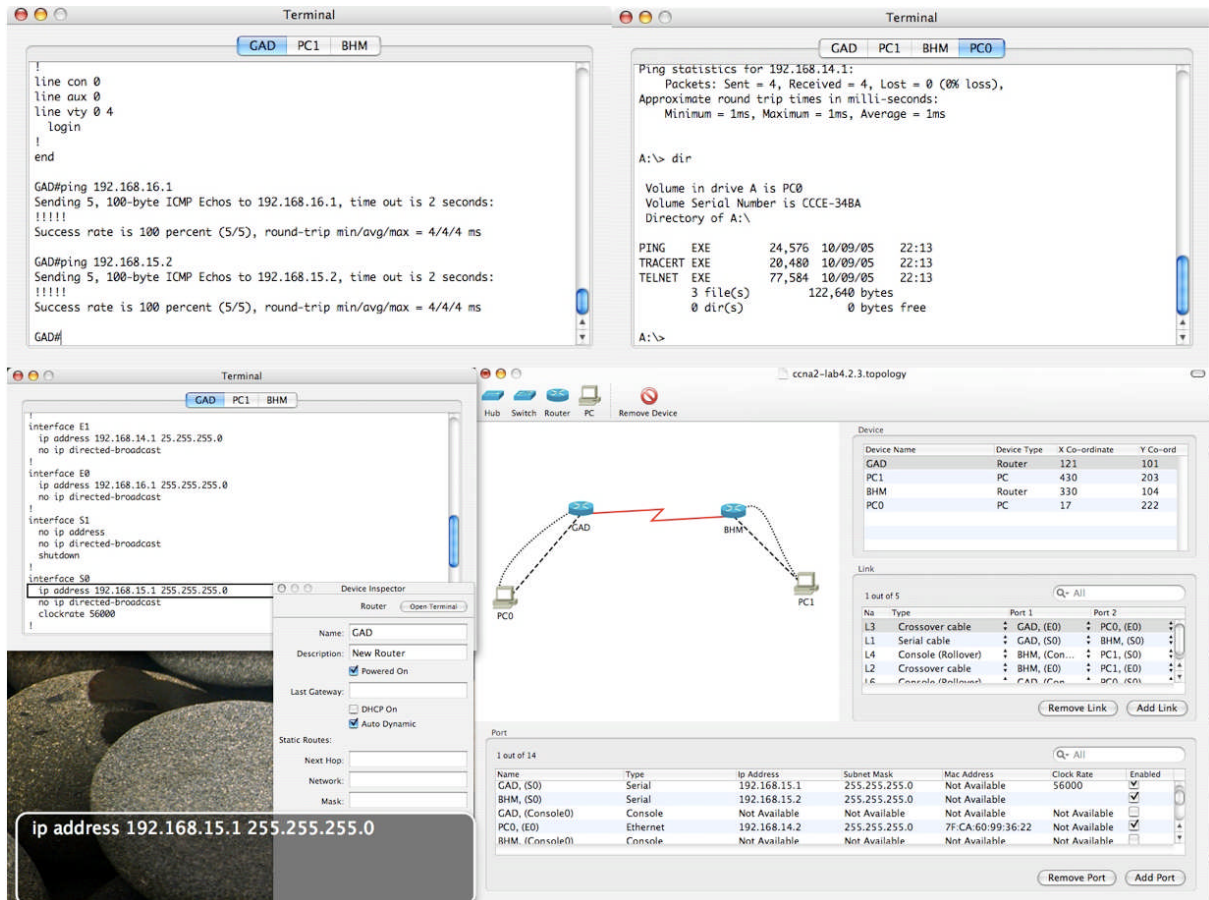 Terminal
GAD PC1 BHM
!
line con 0
line aux 0
line vty 0 4
login
!
end
GAD#ping 192.168.16.1
Sending 5, 100-byte ICMP Echos to 192.168.16.1, time out is 2 seconds:
!!!!!
Success rate is 100 percent (5/5), round-trip min/avg/max = 4/4/4 ms
GAD#ping 192.168.15.2
Sending 5, 100-byte ICMP Echos to 192.168.15.2, time out is 2 seconds:
!!!!!
Success rate is 100 percent (5/5), round-trip min/avg/max = 4/4/4 ms
GAD#
Terminal
GAD PC1 BHM PC0
Ping statistics for 192.168.14.1:
Packets: Sent = 4, Received = 4, Lost = 0 (0% loss),
Approximate round trip times in milli-seconds:
Minimum = 1ms, Maximum = 1ms, Average = 1ms
A:\> dir
Volume in drive A is PC0
Volume Serial Number is CCCE-34BA
Directory of A:\
PING EXE 24,576 10/09/05 22:13
TRACERT EXE 20,480 10/09/05 22:13
TELNET EXE 77,584 10/09/05 22:13
3 file(s) 122,640 bytes
0 dir(s) 0 bytes free
A:\>
Terminal
GAD PC1 BHM
!
interface E1
ip address 192.168.14.1 25.255.255.0
no ip directed-broadcast
!
interface E0
ip address 192.168.16.1 255.255.255.0
no ip directed-broadcast
!
interface S1
no ip address
no ip directed-broadcast
shutdown
!
interface S0
ip address 192.168.15.1 255.255.255.0
no ip directed-broadcast
clockrate 56000
!
Device Inspector
Router Open Terminal
Name: GAD
Description: New Router
Powered On
Last Gateway:
DHCP On
Auto Dynamic
Static Routes:
Next Hop:
Network:
Mask:
ip address 192.168.15.1 255.255.255.0
ccna2-lab4.2.3.topology
Hub Switch Router PC Remove Device
GAD
BHM
PC0
PC1
Device
Device Name Device Type X Co-ordinate Y Co-ord
GAD Router 121 101
PC1 PC 430 203
BHM Router 330 104
PC0 PC 17 222
Link
1 out of 5 All
Na Type Port 1 Port 2
L3 Crossover cable GAD, (E0) PC0, (E0)
L1 Serial cable GAD, (S0) BHM, (S0)
L4 Console (Rollover) BHM, (Con... PC1, (S0)
L2 Crossover cable BHM, (E0) PC1, (E0)
L6 Console (Rollover) GAD, (Con PC0, (S0)
Remove Link Add Link
Port
1 out of 14 All
Name Type Ip Address Subnet Mask Mac Address Clock Rate Enabled
GAD, (S0) Serial 192.168.15.1 255.255.255.0 Not Available 56000
BHM, (S0) Serial 192.168.15.2 255.255.255.0 Not Available
GAD, (Console0) Console Not Available Not Available Not Available Not Available
PC0, (E0) Ethernet 192.168.14.2 255.255.255.0 7F:CA:60:99:36:22 Not Available
BHM, (Console0) Console Not Available Not Available Not Available Not Available
Remove Port Add Port